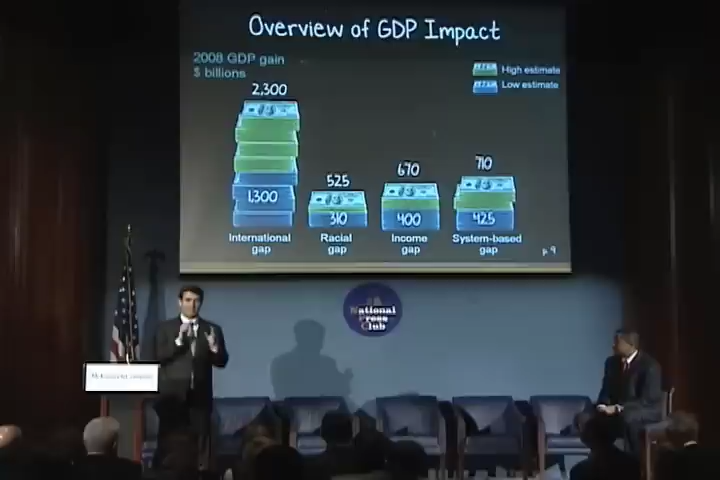 Overview of GDP Impact
2008 GDP gain
$ billions
High estimate
Low estimate
2,300
1,300
525
310
670
400
710
425
International
gap
Racial
gap
Income
gap
System-based
gap
p. 9
National
Press
Club